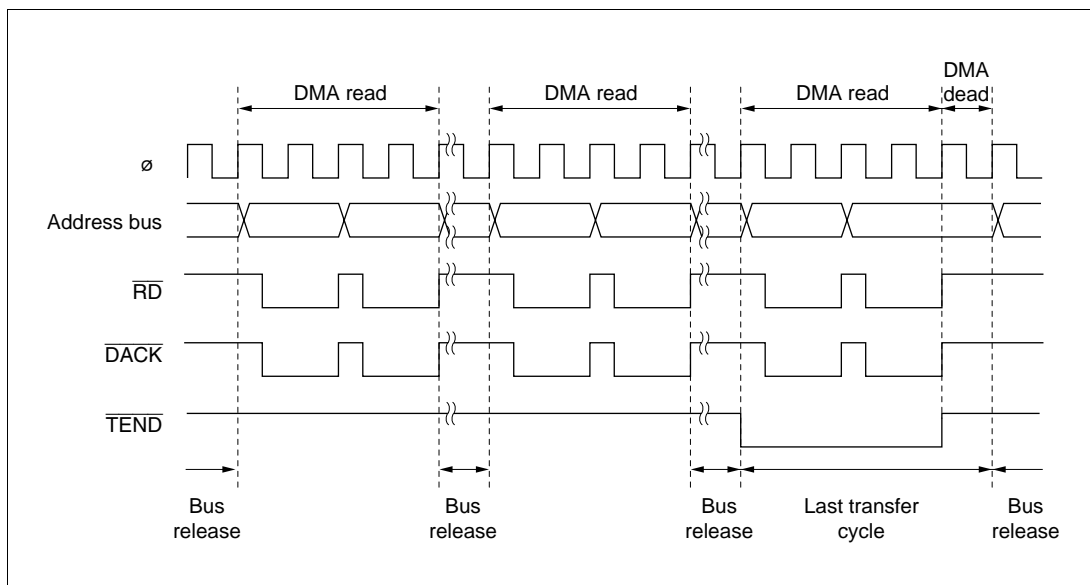 DMA
dead
DMA read
DMA read
DMA read
ø
Address bus
RD
DACK
TEND
Bus
release
Bus
release
Bus
release
Last transfer
cycle
Bus
release